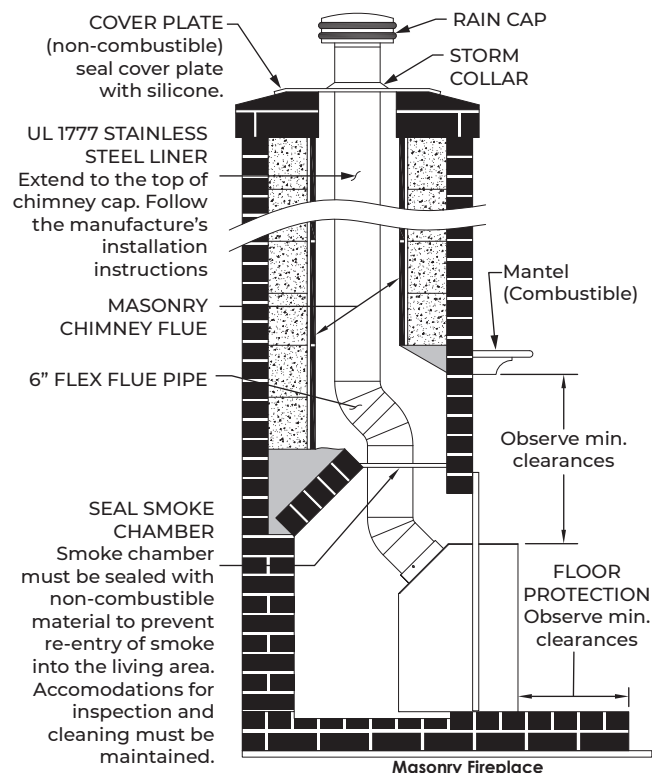 COVER PLATE
(non-combustible)
seal cover plate
with silicone.
RAIN CAP
STORM
COLLAR
UL 1777 STAINLESS
STEEL LINER
Extend to the top of
chimney cap. Follow
the manufacture's
installation
instructions
MASONRY
CHIMNEY FLUE
Mantel
(Combustible)
6” FLEX FLUE PIPE
Observe min.
clearances
SEAL SMOKE
CHAMBER
Smoke chamber
must be sealed with
non-combustible
material to prevent
re-entry of smoke
into the living area.
Accomodations for
inspection and
cleaning must be
maintained.
FLOOR
PROTECTION
Observe min.
clearances
Masonry Fireplace